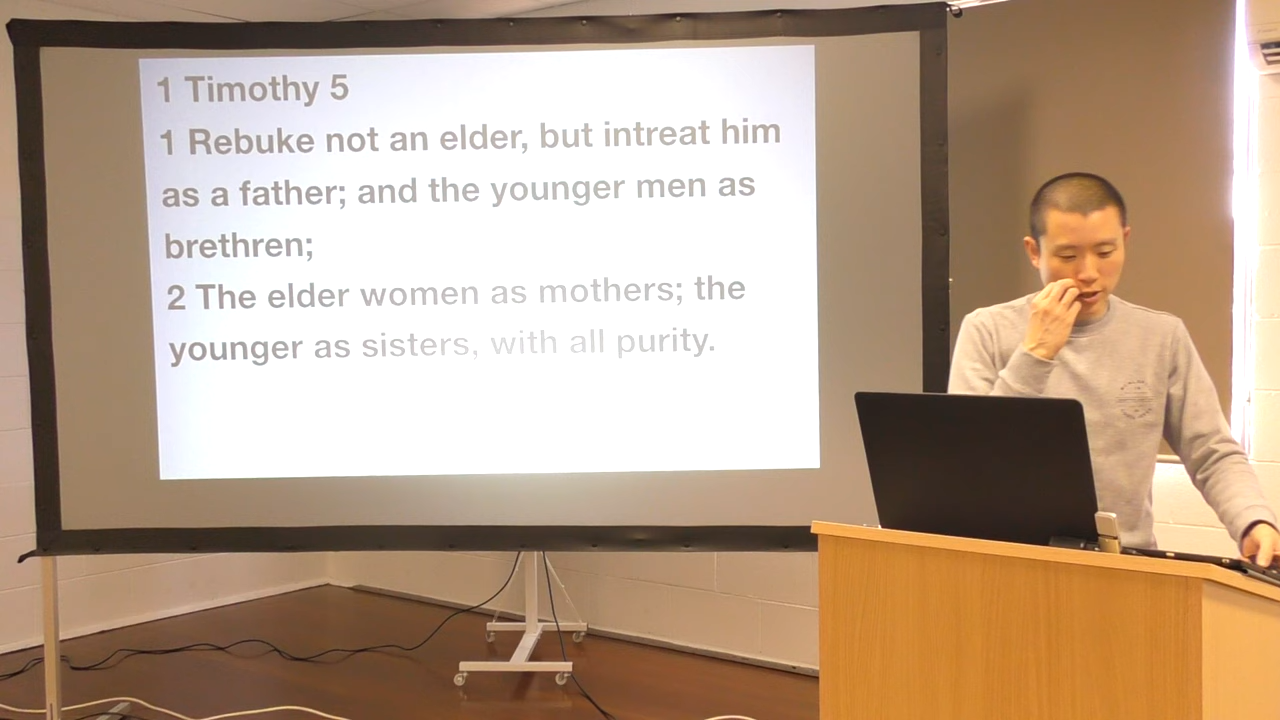 1 Timothy 5
1 Rebuke not an elder, but intreat him
as a father; and the younger men as
brethren;
2 The elder women as mothers; the
younger as sisters, with all purity.